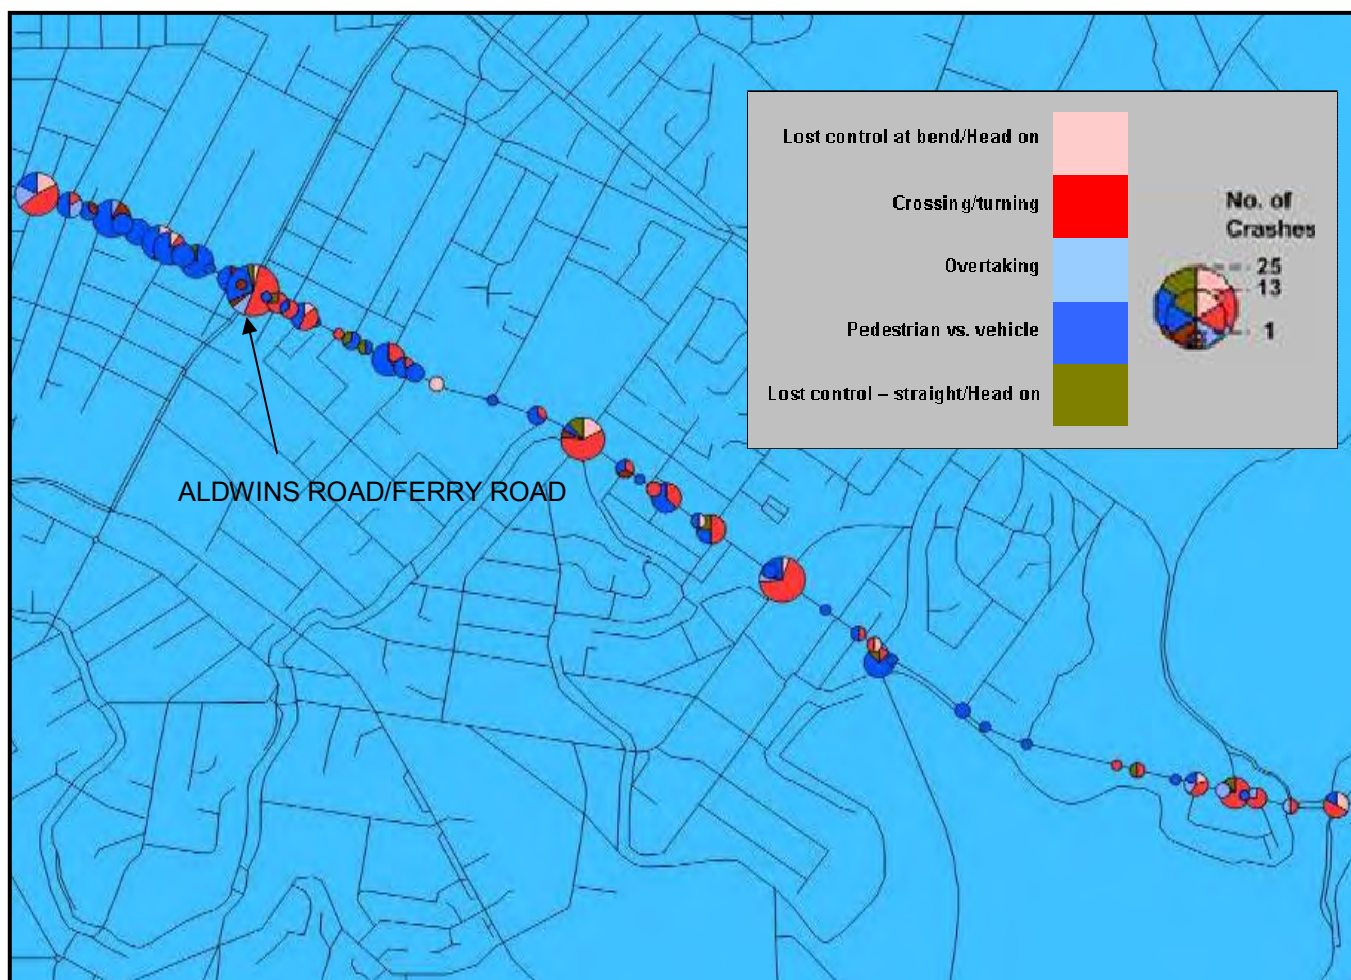 Lost control at bend/Head on
Crossing/turning
Overtaking
Pedestrian vs. vehicle
Lost control – straight/Head on
No. of
Crashes
25
13
1
ALDWINS ROAD/FERRY ROAD